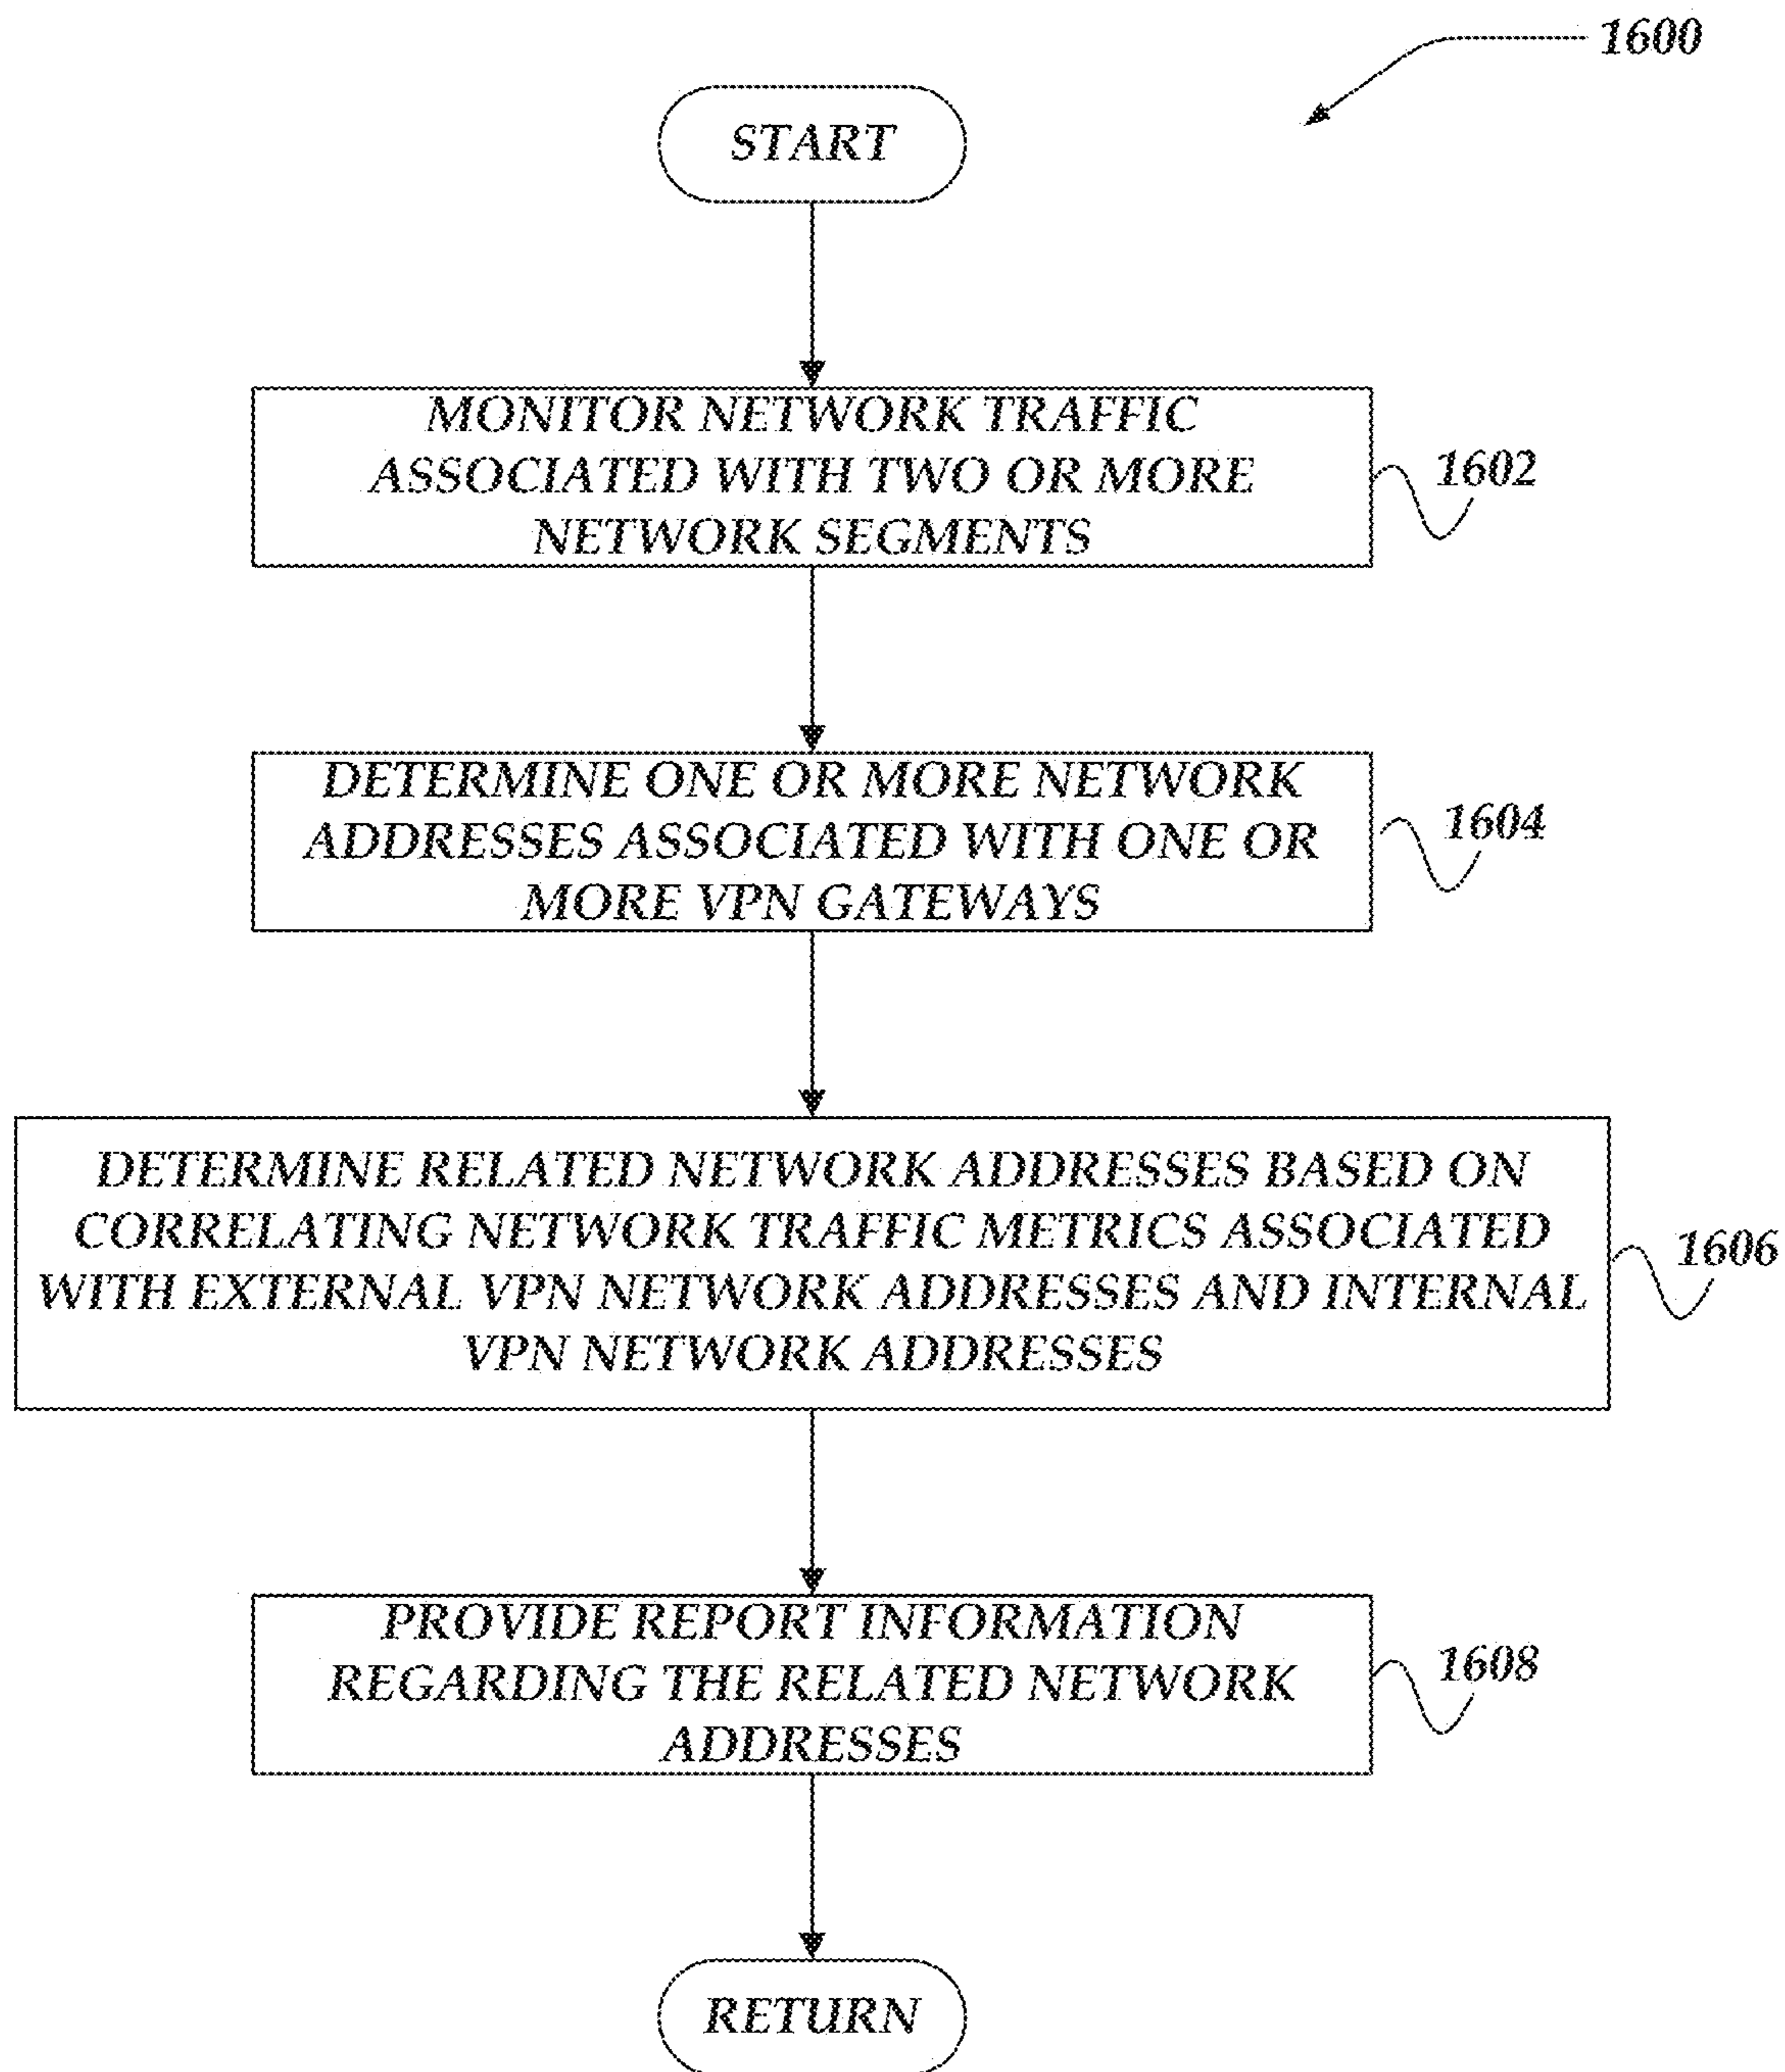 1600
START
MONITOR NETWORK TRAFFIC
ASSOCIATED WITH TWO OR MORE
NETWORK SEGMENTS
1602
DETERMINE ONE OR MORE NETWORK
ADDRESSES ASSOCIATED WITH ONE OR
MORE VPN GATEWAYS
1604
DETERMINE RELATED NETWORK ADDRESSES BASED ON
CORRELATING NETWORK TRAFFIC METRICS ASSOCIATED
WITH EXTERNAL VPN NETWORK ADDRESSES AND INTERNAL
VPN NETWORK ADDRESSES
1606
PROVIDE REPORT INFORMATION
REGARDING THE RELATED NETWORK
ADDRESSES
1608
RETURN